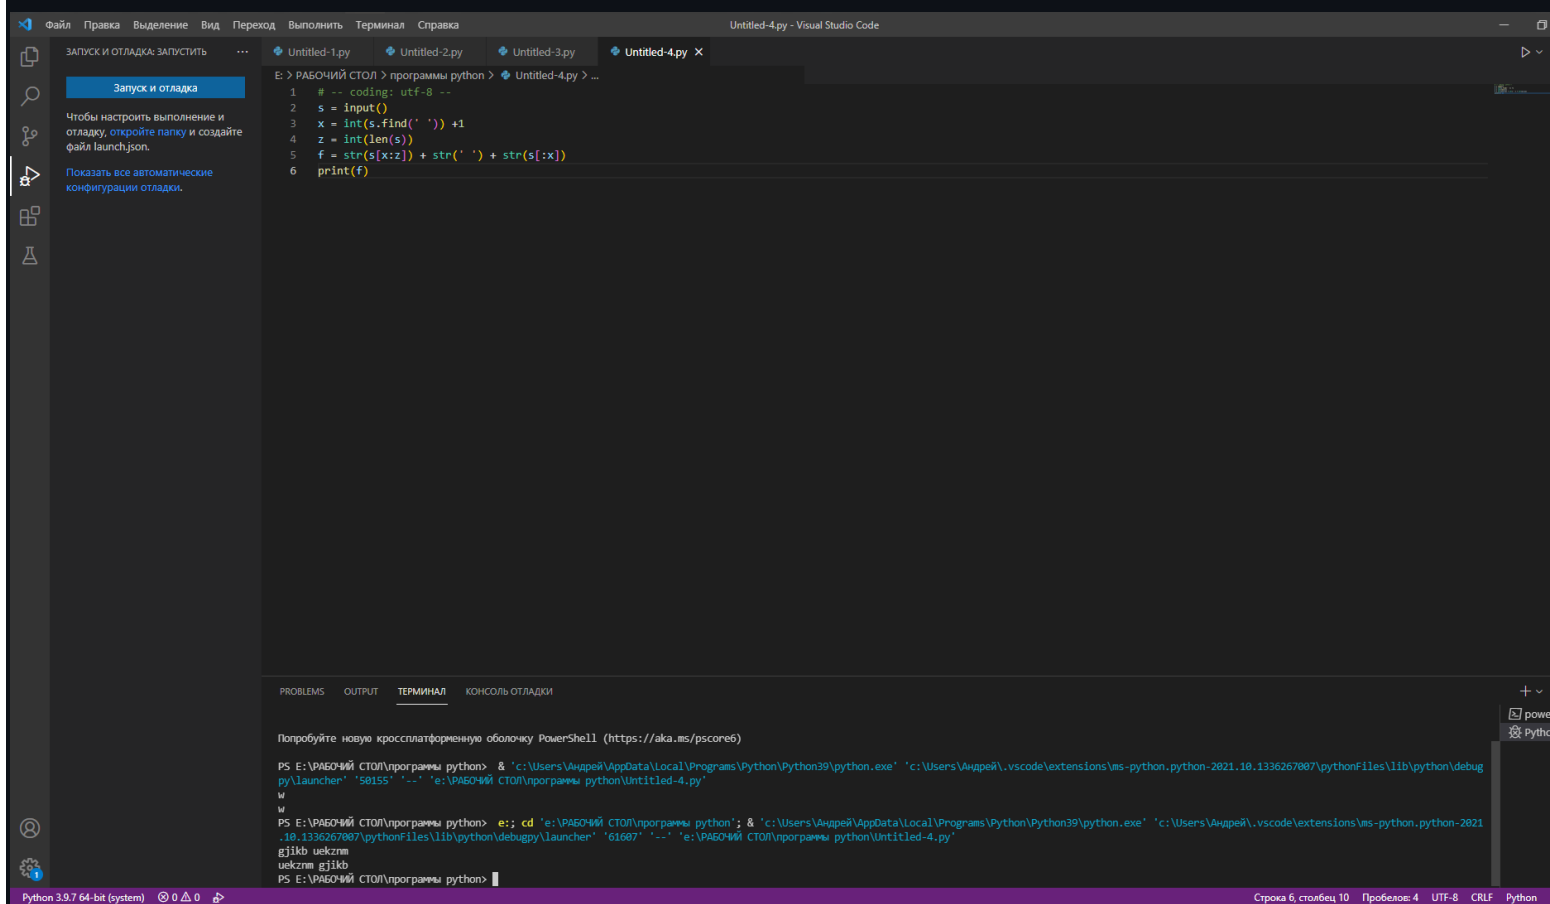 Файл Правка Выделение Вид Переход Выполнить Терминал Справка
Untitled-4.py - Visual Studio Code
ЗАПУСК И ОТЛАДКА: ЗАПУСТИТЬ ···
Untitled-1.py Untitled-2.py Untitled-3.py Untitled-4.py
E: > РАБОЧИЙ СТОЛ > программы python > Untitled-4.py > ...
Запуск и отладка
Чтобы настроить выполнение и
отладку, откройте папку и создайте
файл launch.json.
Показать все автоматические
конфигурации отладки.
1 # -- coding: utf-8 --
2 s = input()
3 x = int(s.find(' ')) +1
4 z = int(len(s))
5 f = str(s[x:z]) + str(' ') + str(s[:x])
6 print(f)
PROBLEMS OUTPUT ТЕРМИНАЛ КОНСОЛЬ ОТЛАДКИ
powe
Pytho
Попробуйте новую кроссплатформенную оболочку PowerShell (https://aka.ms/pscore6)
PS E:\РАБОЧИЙ СТОЛ\программы python> & 'c:\Users\Андрей\AppData\Local\Programs\Python\Python39\python.exe' 'c:\Users\Андрей\.vscode\extensions\ms-python.python-2021.10.1336267007\pythonFiles\lib\python\debug
py\launcher' '50155' '--' 'e:\РАБОЧИЙ СТОЛ\программы python\Untitled-4.py'
w
w
PS E:\РАБОЧИЙ СТОЛ\программы python> e:; cd 'e:\РАБОЧИЙ СТОЛ\программы python'; & 'c:\Users\Андрей\AppData\Local\Programs\Python\Python39\python.exe' 'c:\Users\Андрей\.vscode\extensions\ms-python.python-2021
.10.1336267007\pythonFiles\lib\python\debugpy\launcher' '61607' '--' 'e:\РАБОЧИЙ СТОЛ\программы python\Untitled-4.py'
gjikb uekznm
uekznm gjikb
PS E:\РАБОЧИЙ СТОЛ\программы python>
1
Python 3.9.7 64-bit (system) 0 0
Строка 6, столбец 10 Пробелов: 4 UTF-8 CRLF Python